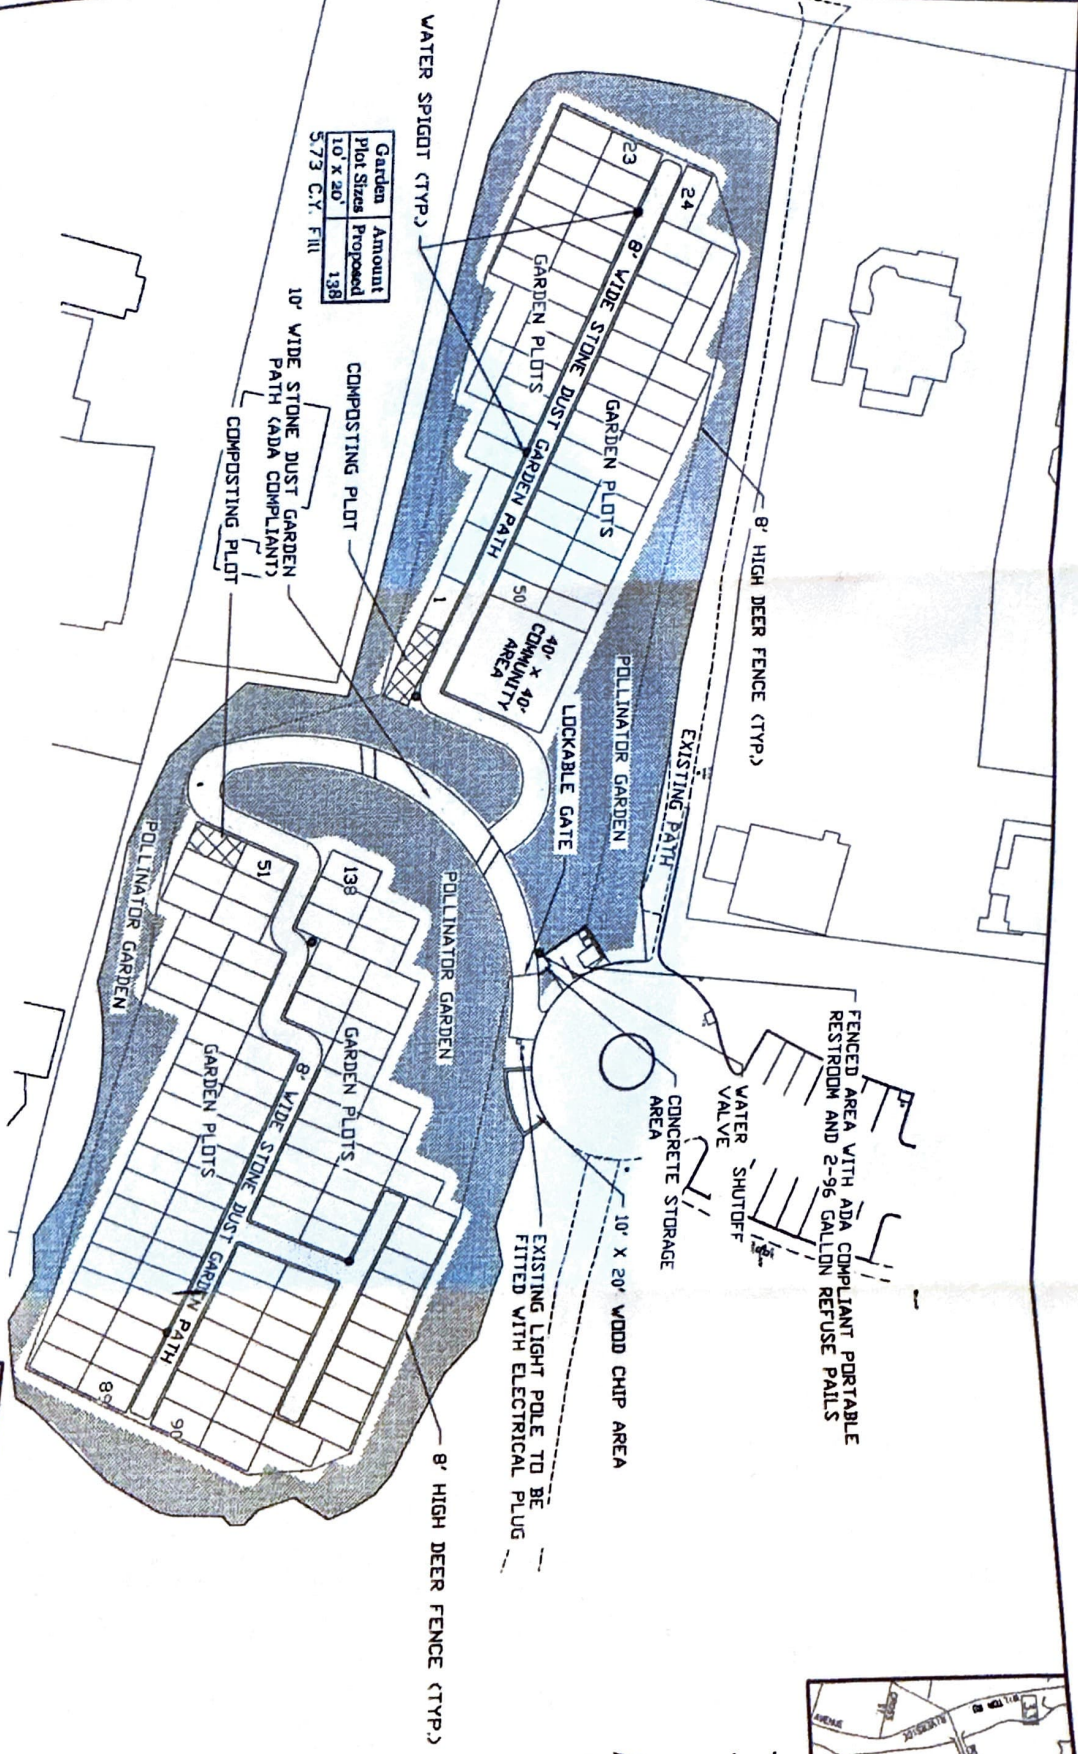 WATER SPIGOT (TYP.)
Garden Plot Sizes
Amount Proposed
10' X 20'
138
5.73 C.Y. Fill
10' WIDE STONE DUST GARDEN
PATH (ADA COMPLIANT)
COMPOSTING PLOT
COMPOSTING PLOT
23
24
8' WIDE STONE DUST GARDEN PATH
GARDEN PLOTS
GARDEN PLOTS
1
50
40' X 40'
COMMUNITY
AREA
8' HIGH DEER FENCE (TYP.)
POLLINATOR GARDEN
LOCKABLE GATE
EXISTING PATH
POLLINATOR GARDEN
POLLINATOR GARDEN
51
138
GARDEN PLOTS
GARDEN PLOTS
8' WIDE STONE DUST GARDEN PATH
89
90
FENCED AREA WITH ADA COMPLIANT PORTABLE
RESTROOM AND 2-96 GALLON REFUSE PAILS
WATER SHUTOFF
VALVE
CONCRETE STORAGE
AREA
10' X 20' WOOD CHIP AREA
EXISTING LIGHT POLE TO BE
FITTED WITH ELECTRICAL PLUG
8' HIGH DEER FENCE (TYP.)
AVENUE
RIVERSIDE
WILTON RD